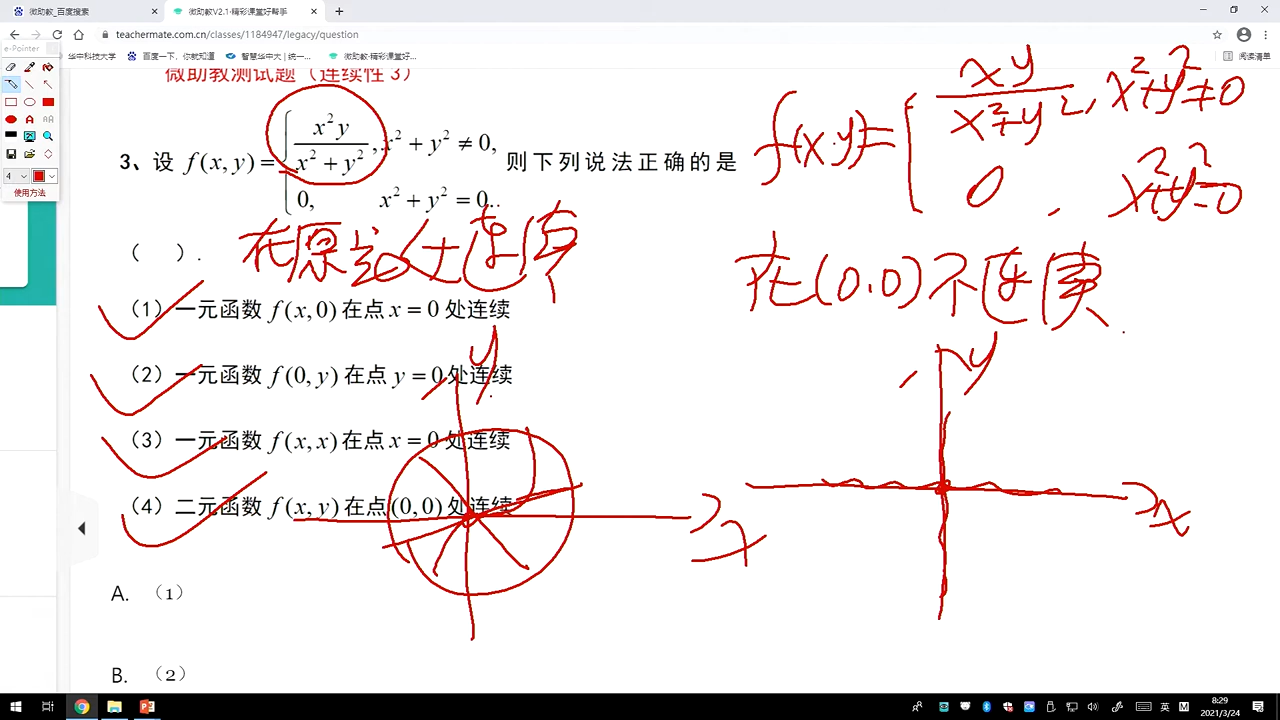 微助教_百度搜索
微助教V2.1-精彩课堂好帮手
teachermate.com.cn/classes/1184947/legacy/question
e-Pointer
华中科技大学
百度一下，你就知道
智慧华中大 | 统一...
微助教·精彩课堂好...
阅读清单
4
使用方法
微助教测试题（连续性 3）
3、设 f(x, y) = { x²y / (x² + y²), x² + y² ≠ 0,
0, x² + y² = 0.
则下列说法正确的是
（ ）.
在原点
（1）一元函数 f(x,0) 在点 x = 0 处连续
（2）一元函数 f(0, y) 在点 y = 0 处连续
（3）一元函数 f(x, x) 在点 x = 0 处连续
（4）二元函数 f(x, y) 在点 (0,0) 处连续
A. （1）
B. （2）
f(x,y) = { xy / (x²+y²), x²+y²≠0
0, x²+y²=0
在(0,0)不连续
y
x
y
x
8:29
2021/3/24
英
M